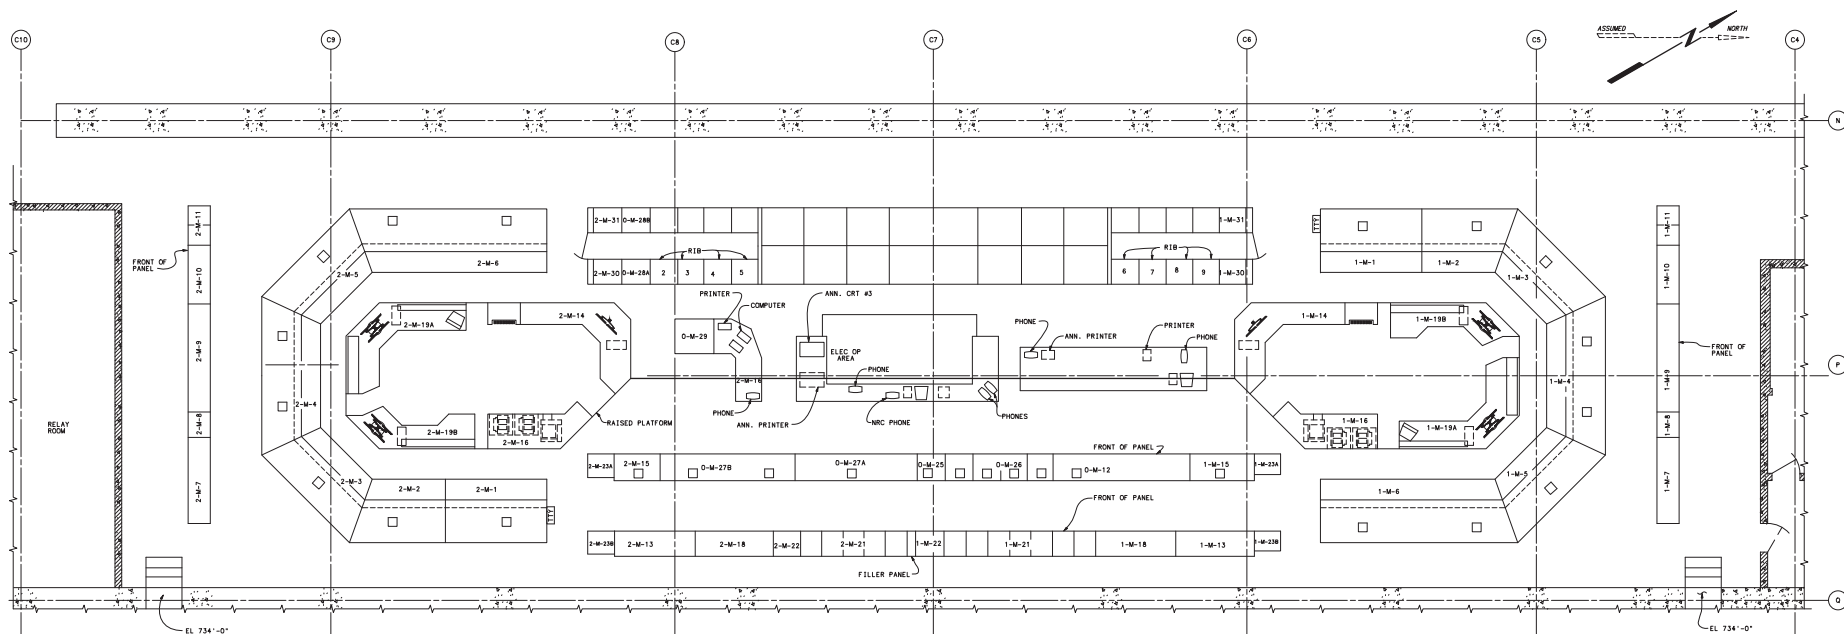 C10
C9
C8
C7
C6
C5
C4
ASSUMED
NORTH
N
2-M-11
FRONT OF
PANEL
2-M-10
2-M-9
2-M-8
2-M-7
RELAY
ROOM
EL 734'-0"
2-M-6
2-M-5
2-M-4
2-M-3
2-M-2
2-M-1
TTY
2-M-19A
2-M-14
2-M-19B
2-M-16
RAISED PLATFORM
2-M-31
0-M-28B
RIB
2-M-30
0-M-28A
2
3
4
5
RIB
6
7
8
9
1-M-31
1-M-30
PRINTER
COMPUTER
ANN. CRT #3
0-M-29
2-M-16
PHONE
ELEC OP
AREA
PHONE
ANN. PRINTER
NRC PHONE
PHONES
PHONE
ANN. PRINTER
PRINTER
PHONE
FRONT OF PANEL
2-M-23A
2-M-15
0-M-27B
0-M-27A
0-M-25
0-M-26
0-M-12
1-M-15
1-M-23A
FRONT OF PANEL
2-M-23B
2-M-13
2-M-18
2-M-22
2-M-21
1-M-22
1-M-21
1-M-18
1-M-13
1-M-23B
FILLER PANEL
TTY
1-M-1
1-M-2
1-M-3
1-M-4
1-M-5
1-M-6
1-M-14
1-M-19B
1-M-16
1-M-19A
1-M-11
1-M-10
FRONT OF
PANEL
1-M-9
1-M-8
1-M-7
P
Q
EL 734'-0"